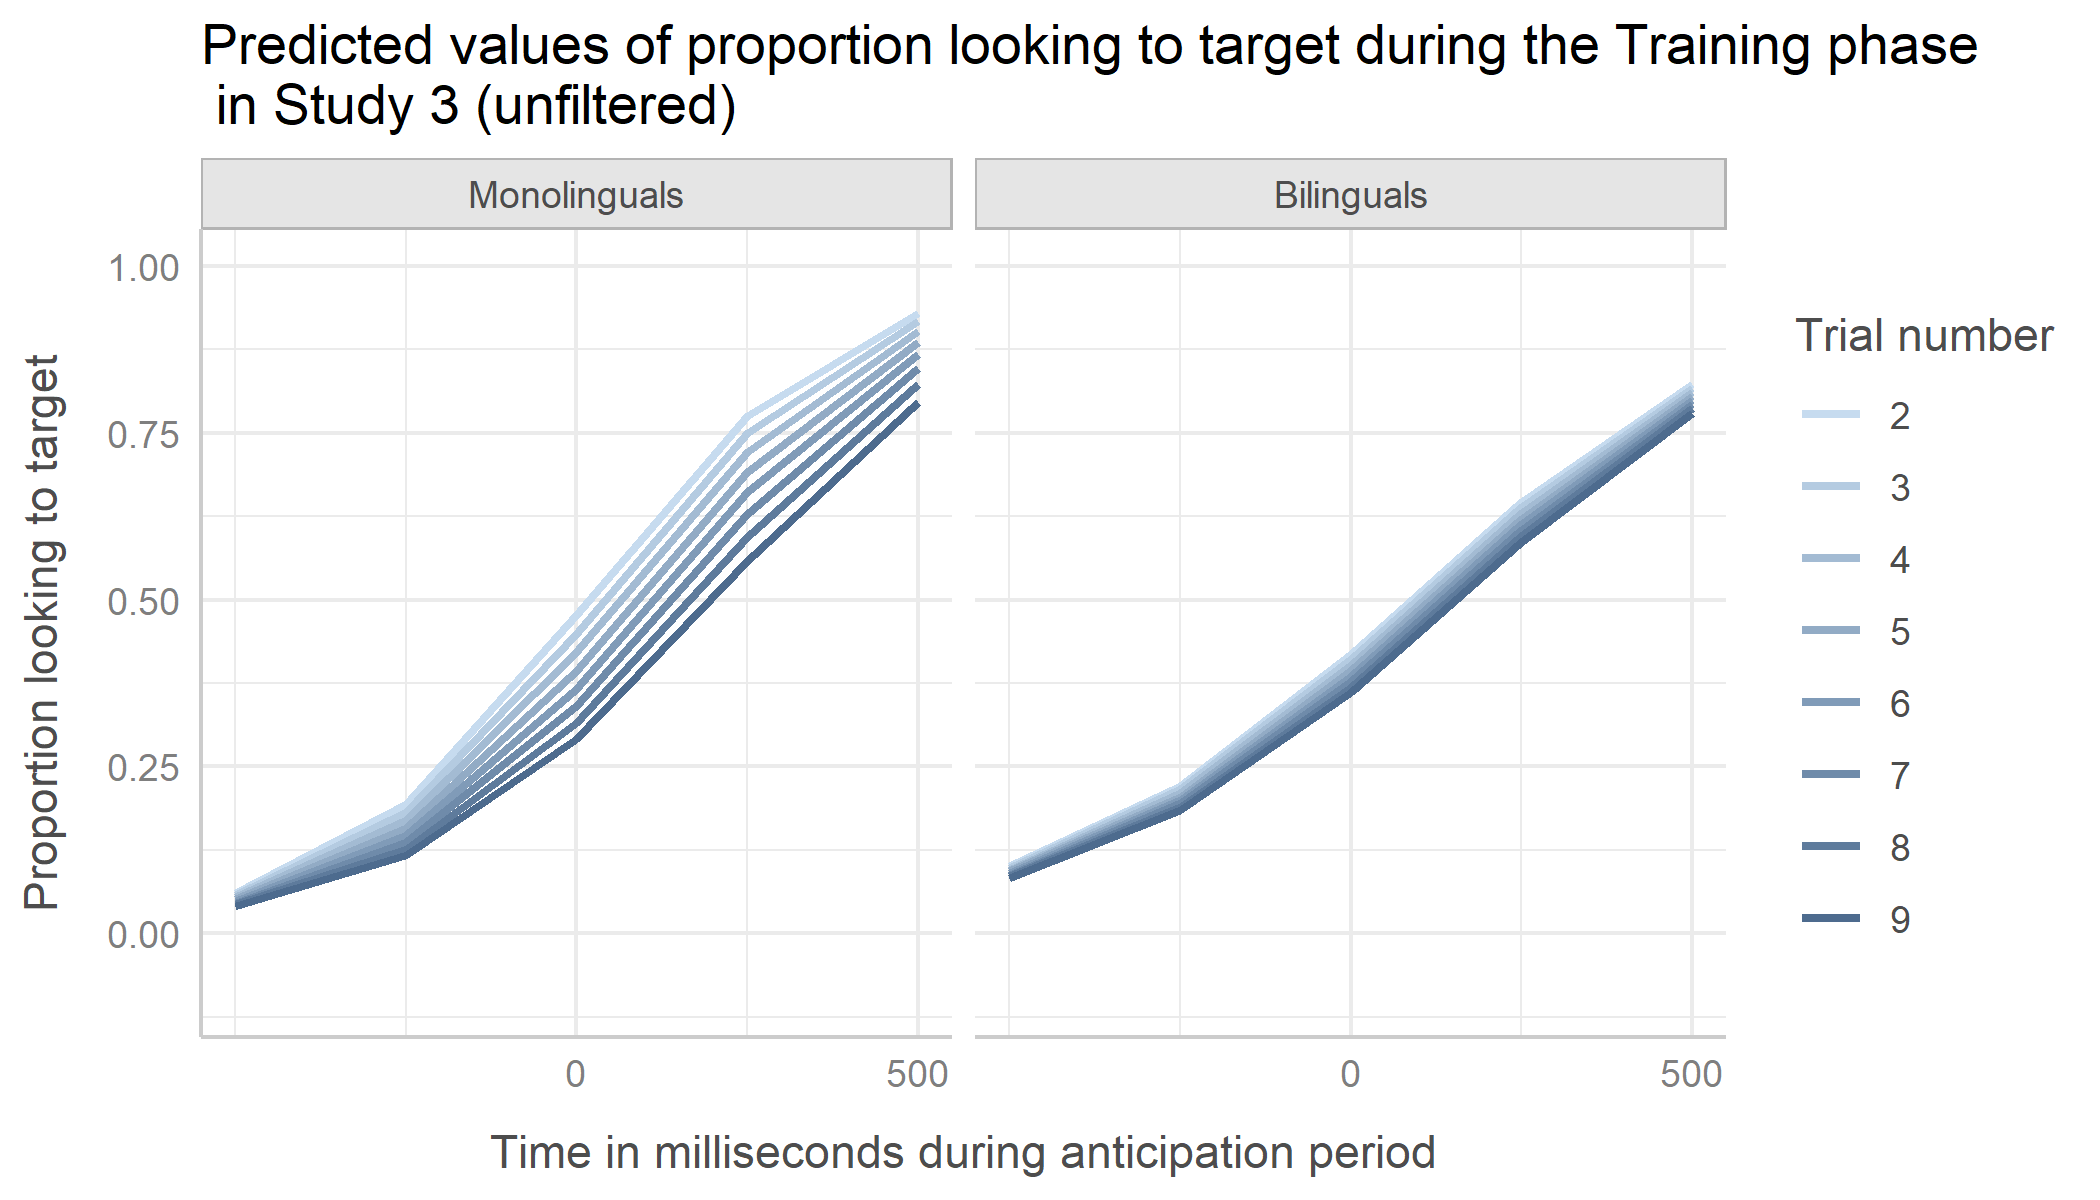 Predicted values of proportion looking to target during the Training phase
in Study 3 (unfiltered)
Monolinguals
Bilinguals
1.00
0.75
0.50
0.25
0.00
Proportion looking to target
0
500
0
500
Time in milliseconds during anticipation period
Trial number
2
3
4
5
6
7
8
9